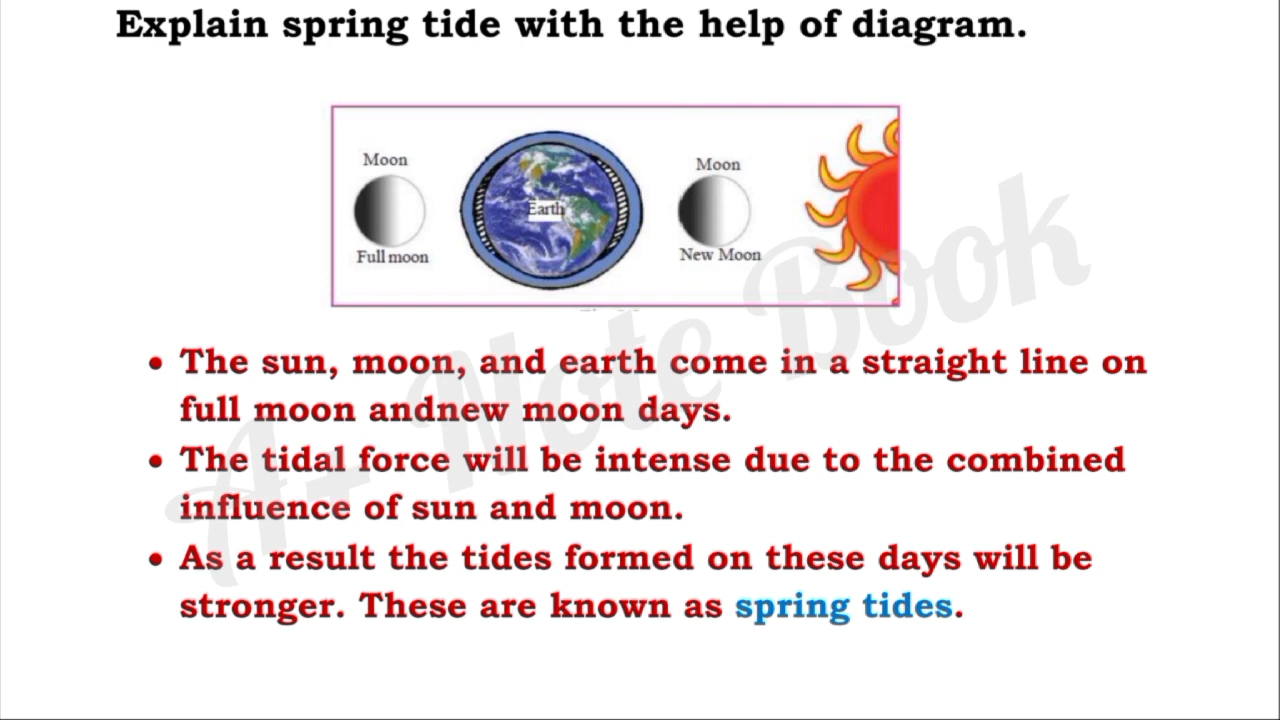 Explain spring tide with the help of diagram.
Moon
Moon
Earth
Full moon
New Moon
• The sun, moon, and earth come in a straight line on
full moon andnew moon days.
• The tidal force will be intense due to the combined
influence of sun and moon.
• As a result the tides formed on these days will be
stronger. These are known as spring tides.
A+ Note Book